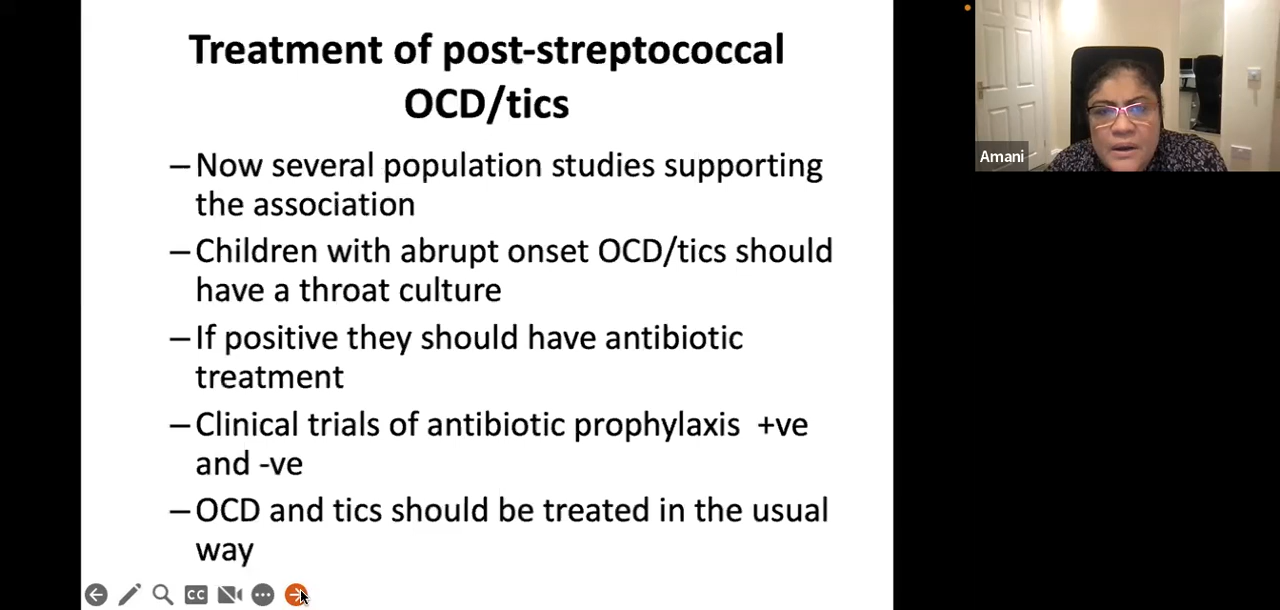 Treatment of post-streptococcal
OCD/tics
– Now several population studies supporting
the association
– Children with abrupt onset OCD/tics should
have a throat culture
– If positive they should have antibiotic
treatment
– Clinical trials of antibiotic prophylaxis  +ve
and -ve
– OCD and tics should be treated in the usual
way
CC
Amani